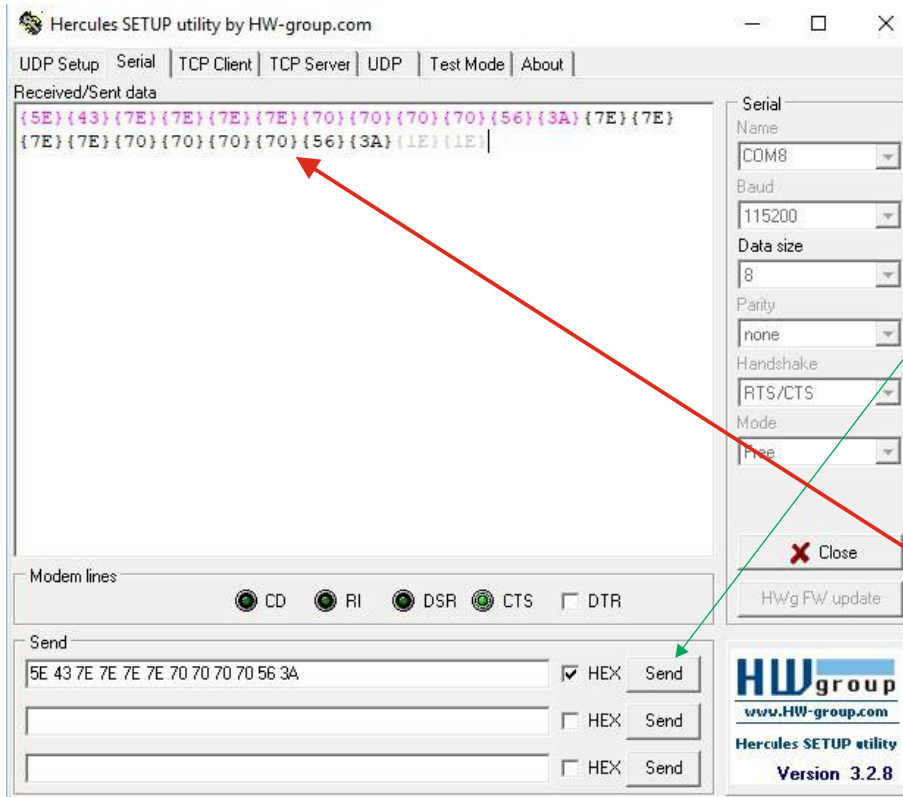 Hercules SETUP utility by HW-group.com
UDP Setup Serial TCP Client TCP Server UDP Test Mode About
Received/Sent data
{5E}{43}{7E}{7E}{7E}{7E}{70}{70}{70}{70}{56}{3A}{7E}{7E}
{7E}{7E}{70}{70}{70}{70}{56}{3A}{1E}{1E}
Serial
Name
COM8
Baud
115200
Data size
8
Parity
none
Handshake
RTS/CTS
Mode
Free
Close
HWg FW update
Modem lines
CD RI DSR CTS DTR
Send
5E 43 7E 7E 7E 7E 70 70 70 70 56 3A HEX Send
HEX Send
HEX Send
HW group
www.HW-group.com
Hercules SETUP utility
Version 3.2.8